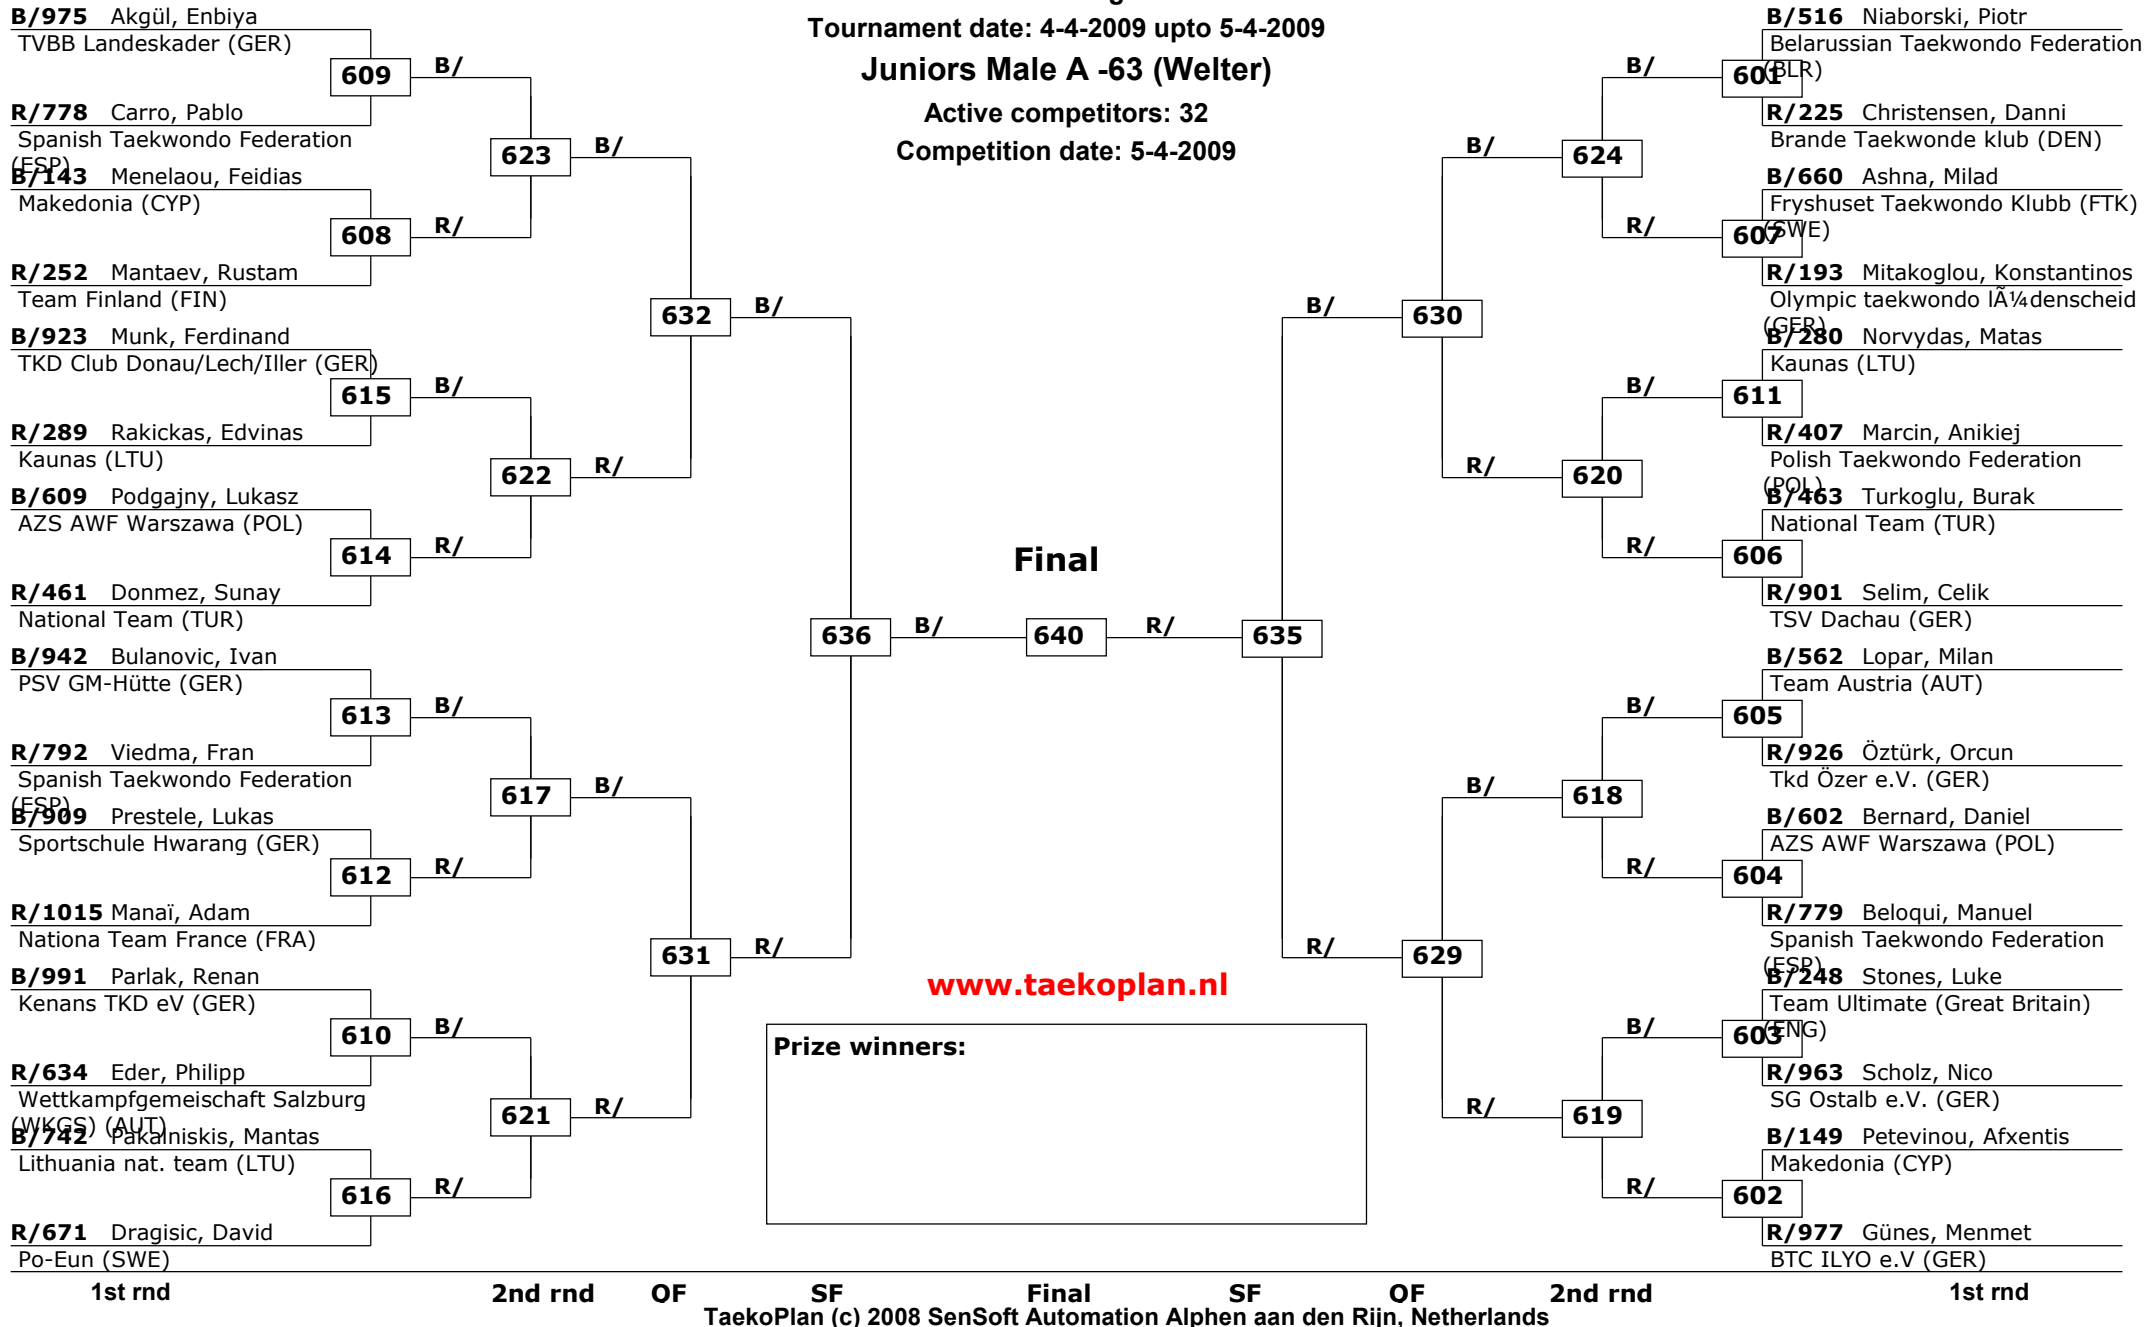 Tournament date: 4-4-2009 upto 5-4-2009
Juniors Male A -63 (Welter)
Active competitors: 32
Competition date: 5-4-2009
B/975 Akgül, Enbiya
TVBB Landeskader (GER)
609
B/
R/778 Carro, Pablo
Spanish Taekwondo Federation
(ESP)
623
B/
B/143 Menelaou, Feidias
Makedonia (CYP)
608
R/
R/252 Mantaev, Rustam
Team Finland (FIN)
632
B/
B/923 Munk, Ferdinand
TKD Club Donau/Lech/Iller (GER)
615
B/
R/289 Rakickas, Edvinas
Kaunas (LTU)
622
R/
B/609 Podgajny, Lukasz
AZS AWF Warszawa (POL)
614
R/
R/461 Donmez, Sunay
National Team (TUR)
636
B/
B/942 Bulanovic, Ivan
PSV GM-Hütte (GER)
613
B/
R/792 Viedma, Fran
Spanish Taekwondo Federation
(ESP)
617
B/
B/909 Prestele, Lukas
Sportschule Hwarang (GER)
612
R/
R/1015 Manaï, Adam
Nationa Team France (FRA)
631
R/
B/991 Parlak, Renan
Kenans TKD eV (GER)
610
B/
R/634 Eder, Philipp
Wettkampfgemeischaft Salzburg
(WKGS) (AUT)
621
R/
B/742 Pakalniskis, Mantas
Lithuania nat. team (LTU)
616
R/
R/671 Dragisic, David
Po-Eun (SWE)
Final
640
R/
635
www.taekoplan.nl
Prize winners:
B/516 Niaborski, Piotr
Belarussian Taekwondo Federation
(BLR)
B/
601
R/225 Christensen, Danni
Brande Taekwonde klub (DEN)
B/
624
B/660 Ashna, Milad
Fryshuset Taekwondo Klubb (FTK)
(SWE)
R/
607
R/193 Mitakoglou, Konstantinos
Olympic taekwondo lÃ¼denscheid
(GER)
B/
630
B/280 Norvydas, Matas
Kaunas (LTU)
B/
611
R/407 Marcin, Anikiej
Polish Taekwondo Federation
(POL)
R/
620
B/463 Turkoglu, Burak
National Team (TUR)
R/
606
R/901 Selim, Celik
TSV Dachau (GER)
B/562 Lopar, Milan
Team Austria (AUT)
B/
605
R/926 Öztürk, Orcun
Tkd Özer e.V. (GER)
B/
618
B/602 Bernard, Daniel
AZS AWF Warszawa (POL)
R/
604
R/779 Beloqui, Manuel
Spanish Taekwondo Federation
(ESP)
R/
629
B/248 Stones, Luke
Team Ultimate (Great Britain)
(ENG)
B/
603
R/963 Scholz, Nico
SG Ostalb e.V. (GER)
R/
619
B/149 Petevinou, Afxentis
Makedonia (CYP)
R/
602
R/977 Günes, Menmet
BTC ILYO e.V (GER)
1st rnd 2nd rnd QF SF Final SF QF 2nd rnd 1st rnd
TaekoPlan (c) 2008 SenSoft Automation Alphen aan den Rijn, Netherlands